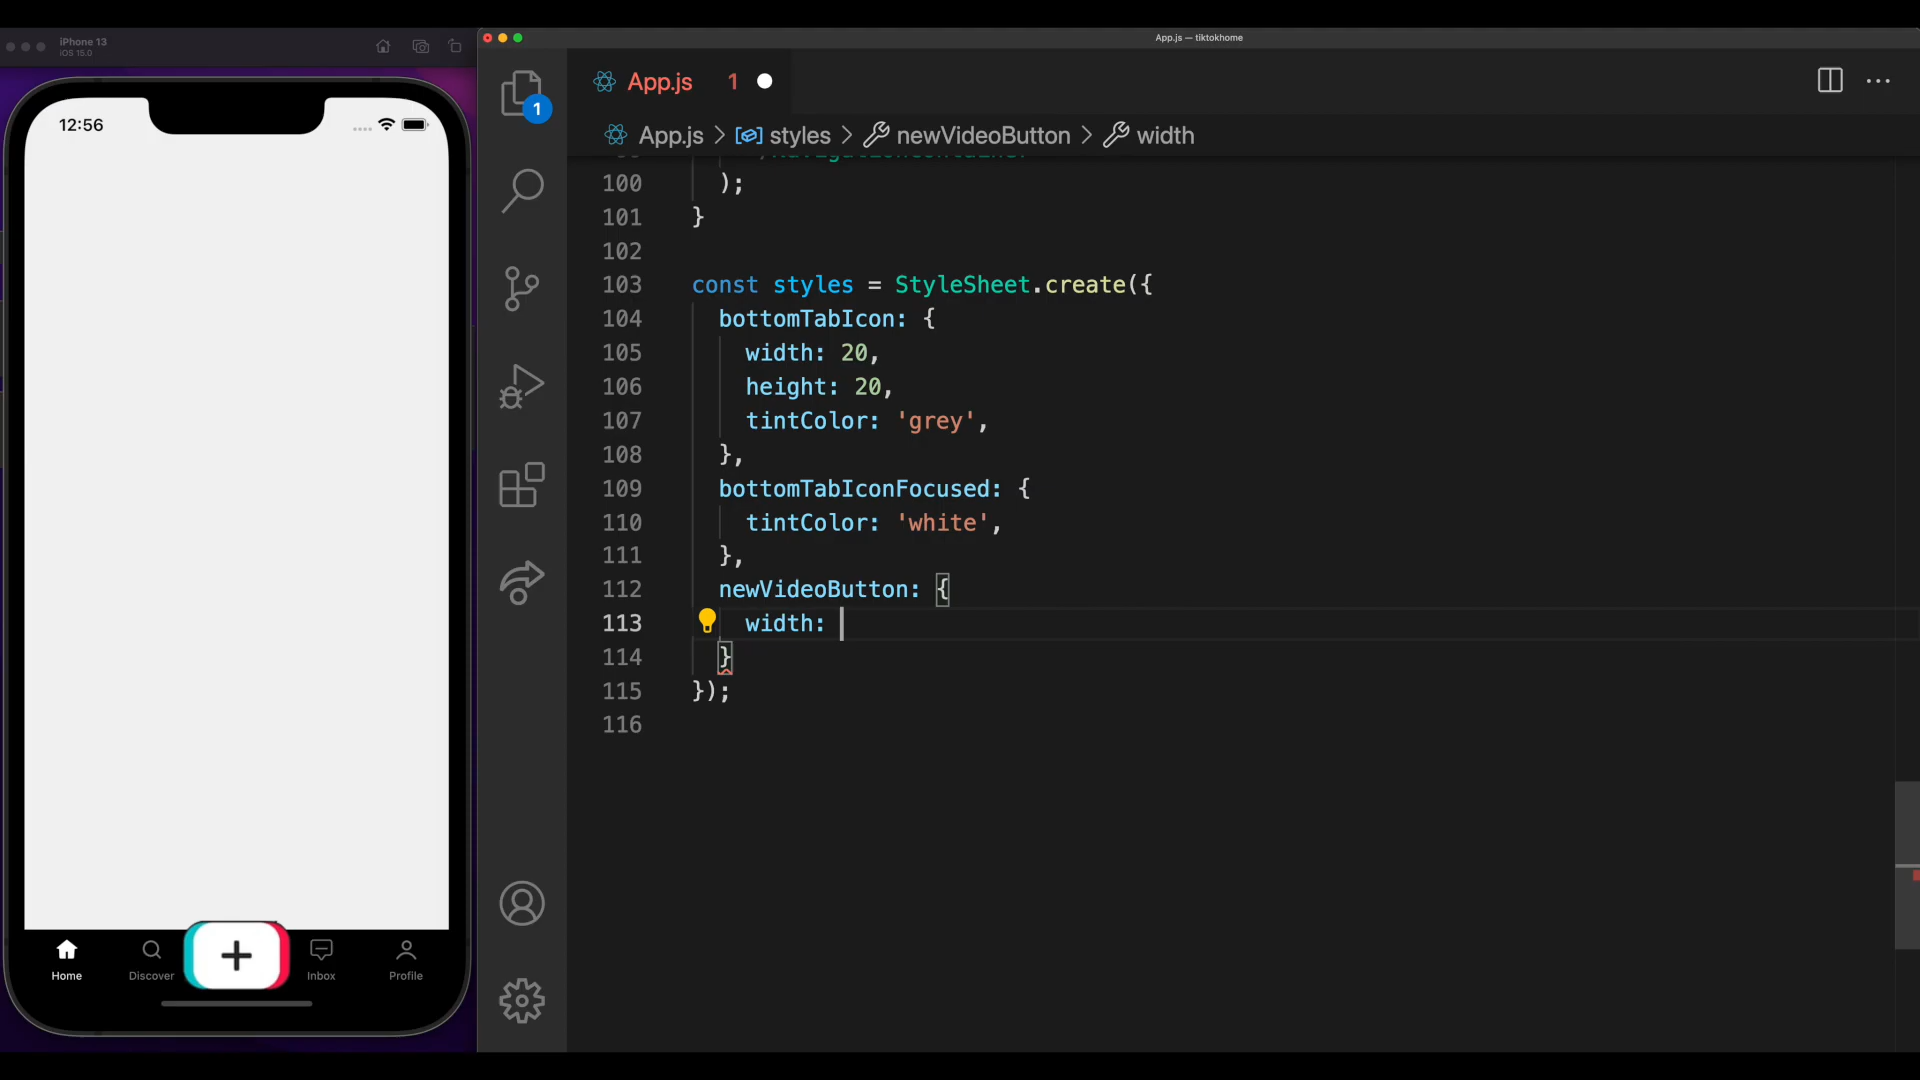 iPhone 13
iOS 15.0
12:56
Home
Discover
Inbox
Profile
App.js — tiktokhome
1
App.js 1
App.js > styles > newVideoButton > width
100 );
101 }
102
103 const styles = StyleSheet.create({
104 bottomTabIcon: {
105 width: 20,
106 height: 20,
107 tintColor: 'grey',
108 },
109 bottomTabIconFocused: {
110 tintColor: 'white',
111 },
112 newVideoButton: {
113 width:
114 }
115 });
116